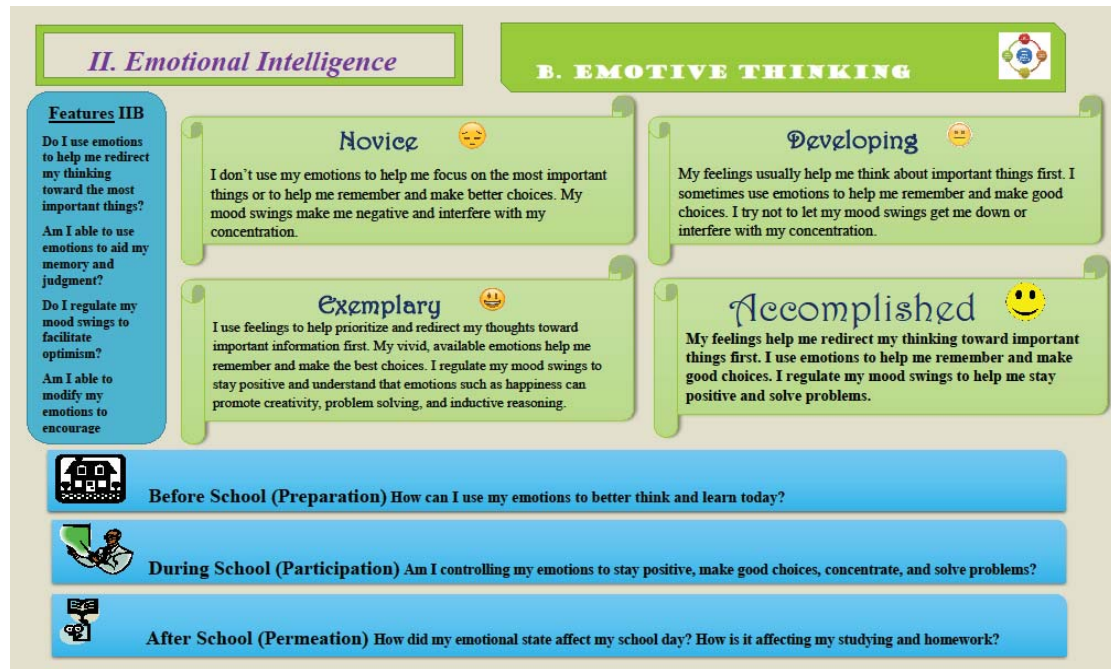 II. Emotional Intelligence
B. EMOTIVE THINKING
Features IIB
Do I use emotions
to help me redirect
my thinking
toward the most
important things?
Am I able to use
emotions to aid my
memory and
judgment?
Do I regulate my
mood swings to
facilitate
optimism?
Am I able to
modify my
emotions to
encourage
Novice
I don’t use my emotions to help me focus on the most important
things or to help me remember and make better choices. My
mood swings make me negative and interfere with my
concentration.
Developing
My feelings usually help me think about important things first. I
sometimes use emotions to help me remember and make good
choices. I try not to let my mood swings get me down or
interfere with my concentration.
Exemplary
I use feelings to help prioritize and redirect my thoughts toward
important information first. My vivid, available emotions help me
remember and make the best choices. I regulate my mood swings to
stay positive and understand that emotions such as happiness can
promote creativity, problem solving, and inductive reasoning.
Accomplished
My feelings help me redirect my thinking toward important
things first. I use emotions to help me remember and make
good choices. I regulate my mood swings to help me stay
positive and solve problems.
Before School (Preparation) How can I use my emotions to better think and learn today?
During School (Participation) Am I controlling my emotions to stay positive, make good choices, concentrate, and solve problems?
After School (Permeation) How did my emotional state affect my school day? How is it affecting my studying and homework?